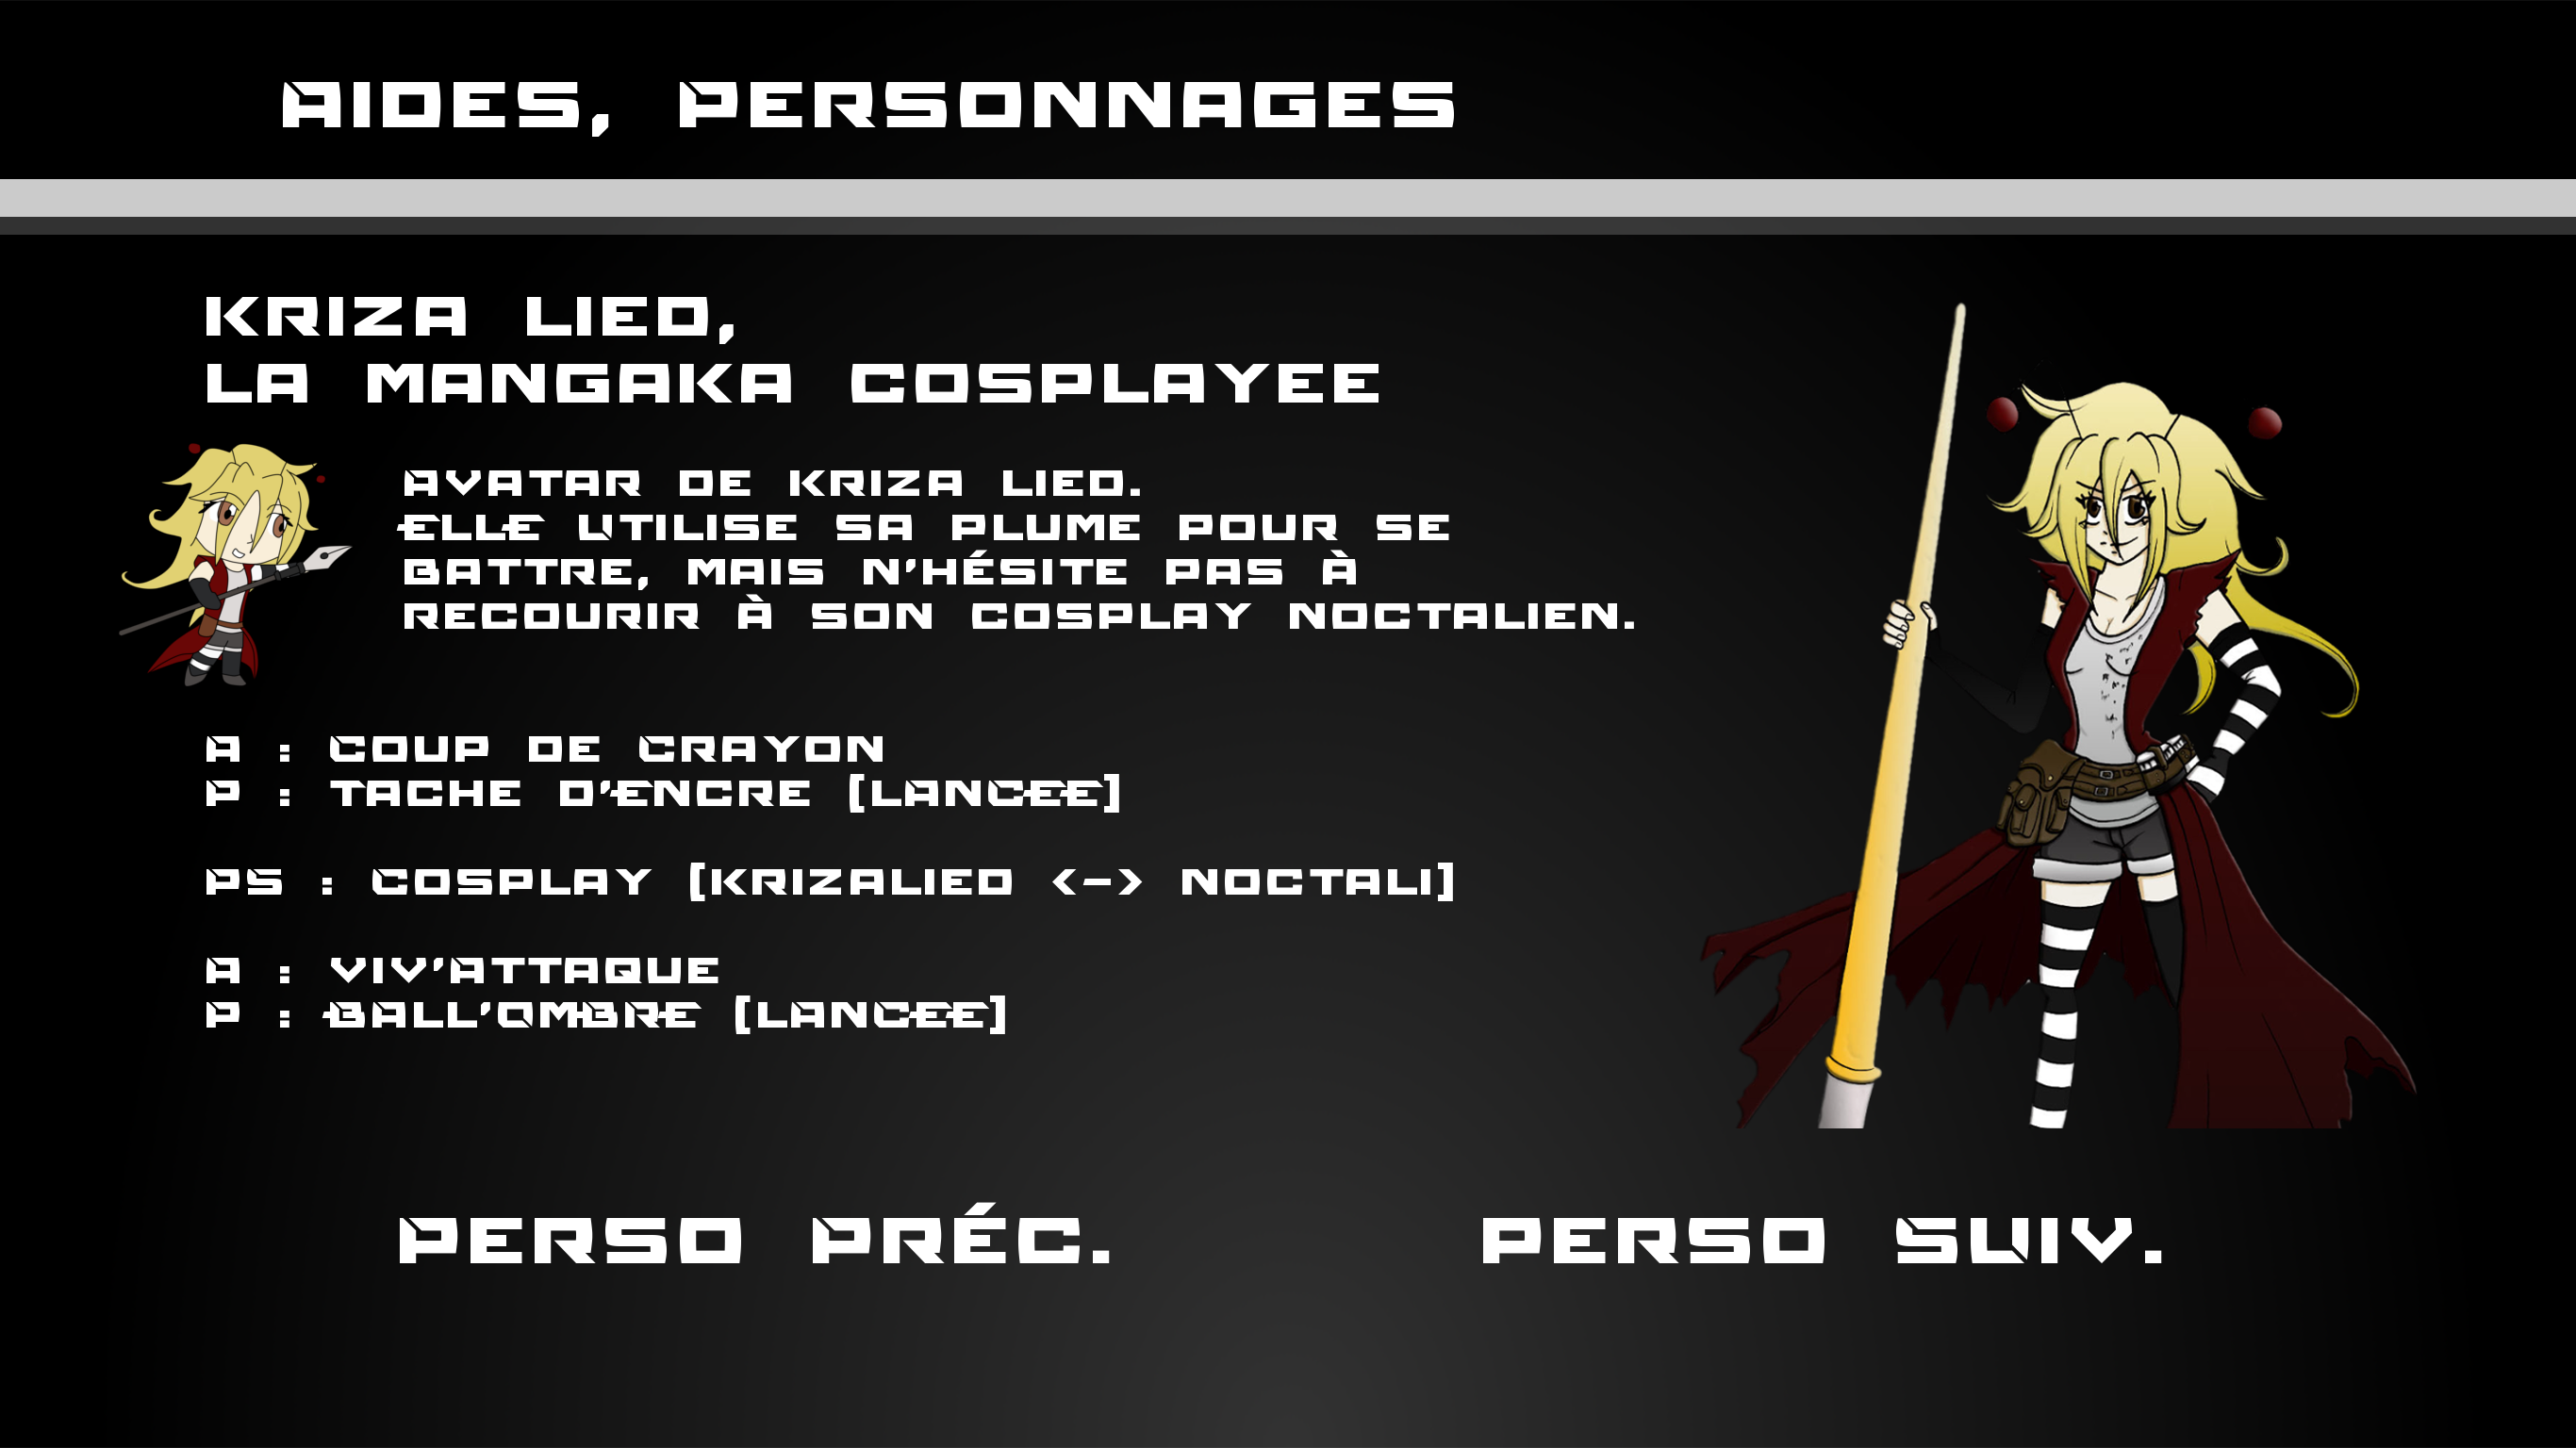 AIDES, PERSONNAGES
KRIZA LIED,
LA MANGAKA COSPLAYEE
AVATAR DE KRIZA LIED.
ELLE UTILISE SA PLUME POUR SE
BATTRE, MAIS N'HÉSITE PAS À
RECOURIR À SON COSPLAY NOCTALIEN.
A : COUP DE CRAYON
P : TACHE D'ENCRE [LANCEE]
PS : COSPLAY [KRIZALIED <-> NOCTALI]
A : VIV'ATTAQUE
P : BALL'OMBRE [LANCEE]
PERSO PRÉC.
PERSO SUIV.